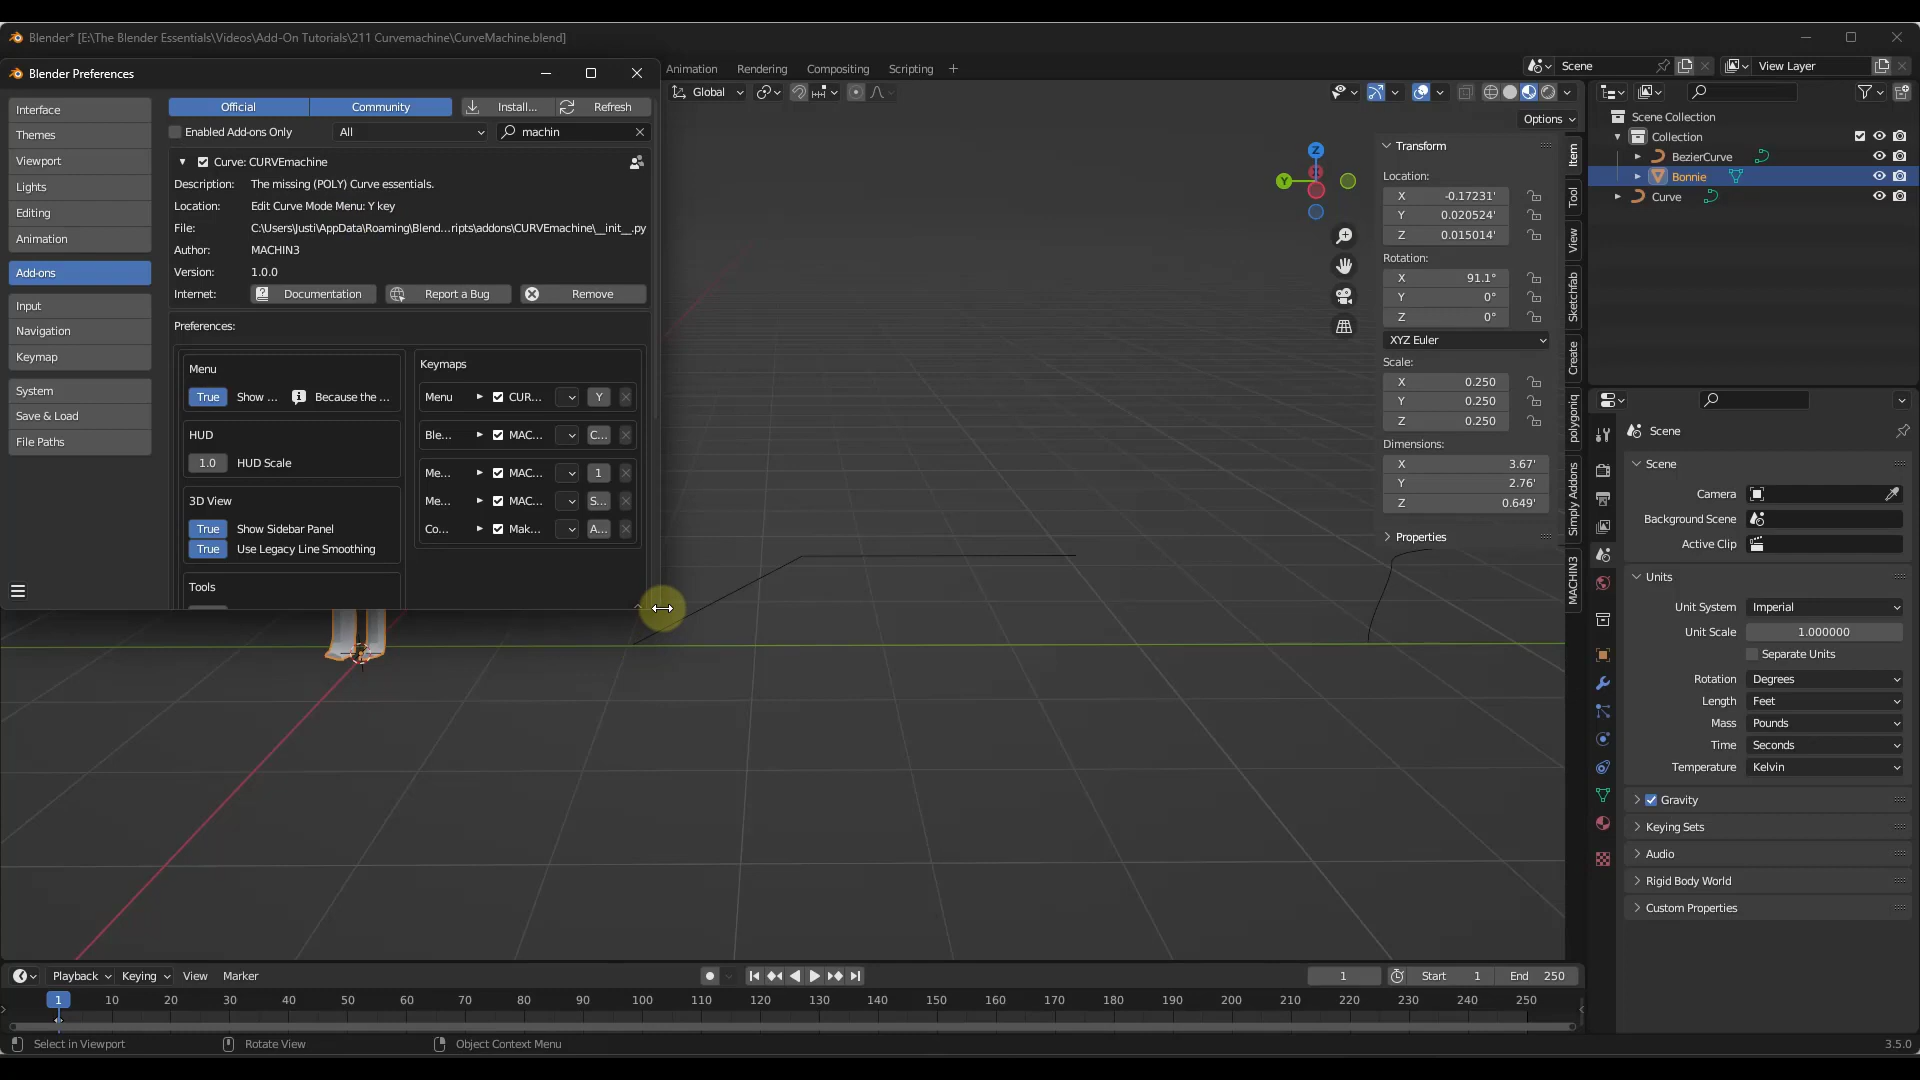 Blender* [E:\The Blender Essentials\Videos\Add-On Tutorials\211 Curvemachine\CurveMachine.blend]
Blender Preferences
Animation Rendering Compositing Scripting
Scene
View Layer
Global
Options
Interface
Themes
Viewport
Lights
Editing
Animation
Add-ons
Input
Navigation
Keymap
System
Save & Load
File Paths
Official Community Install... Refresh
Enabled Add-ons Only All machin
Curve: CURVEmachine
Description: The missing (POLY) Curve essentials.
Location: Edit Curve Mode Menu: Y key
File: C:\Users\Justi\AppData\Roaming\Blend...ripts\addons\CURVEmachine\__init__.py
Author: MACHIN3
Version: 1.0.0
Internet: Documentation Report a Bug Remove
Preferences:
Menu
True Show ... Because the ...
HUD
1.0 HUD Scale
3D View
True Show Sidebar Panel
True Use Legacy Line Smoothing
Tools
Keymaps
Menu CUR... Y
Ble... MAC... C...
Me... MAC... 1
Me... MAC... S...
Co... Mak... A...
Z
Y
Transform
Location:
X -0.17231'
Y 0.020524'
Z 0.015014'
Rotation:
X 91.1°
Y 0°
Z 0°
XYZ Euler
Scale:
X 0.250
Y 0.250
Z 0.250
Dimensions:
X 3.67'
Y 2.76'
Z 0.649'
Properties
Item
Tool
View
Sketchfab
Create
polygoniq
Simply Addons
MACHIN3
Scene Collection
Collection
BezierCurve
Bonnie
Curve
Scene
Scene
Camera
Background Scene
Active Clip
Units
Unit System Imperial
Unit Scale 1.000000
Separate Units
Rotation Degrees
Length Feet
Mass Pounds
Time Seconds
Temperature Kelvin
Gravity
Keying Sets
Audio
Rigid Body World
Custom Properties
Playback Keying View Marker
1 Start 1 End 250
1 10 20 30 40 50 60 70 80 90 100 110 120 130 140 150 160 170 180 190 200 210 220 230 240 250
Select in Viewport Rotate View Object Context Menu
3.5.0